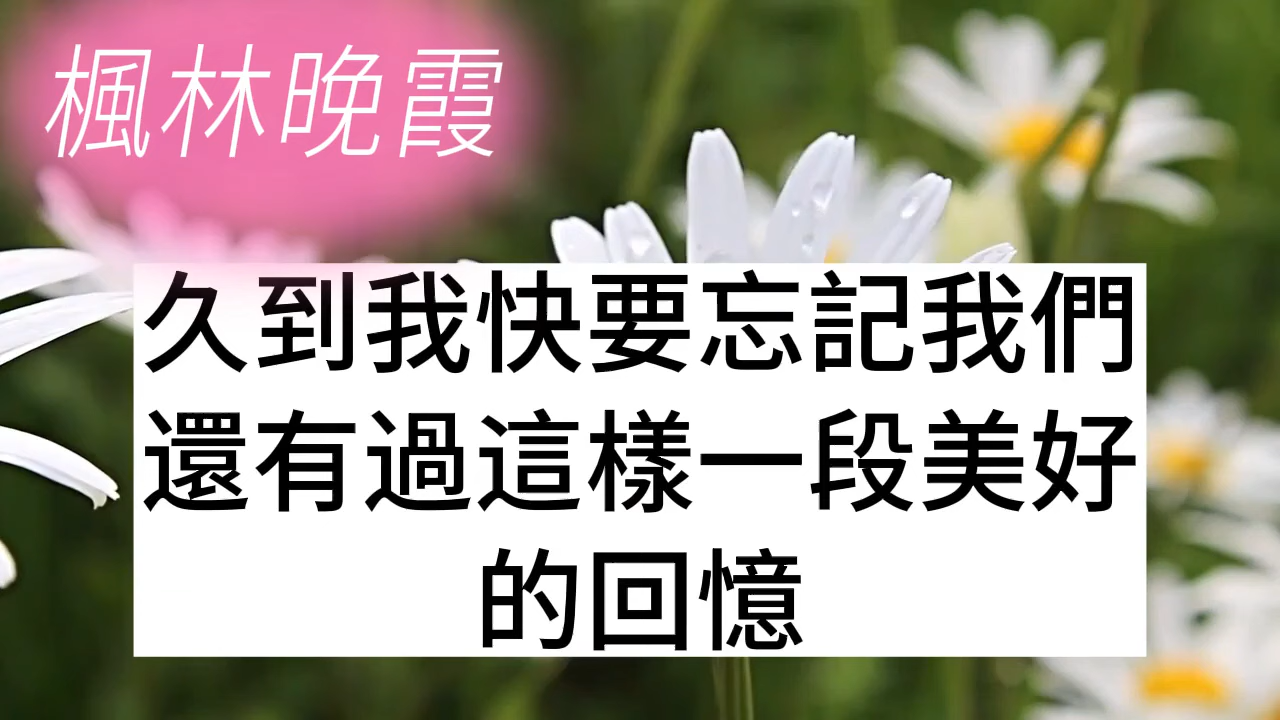 楓林晚霞
久到我快要忘記我們
還有過這樣一段美好
的回憶